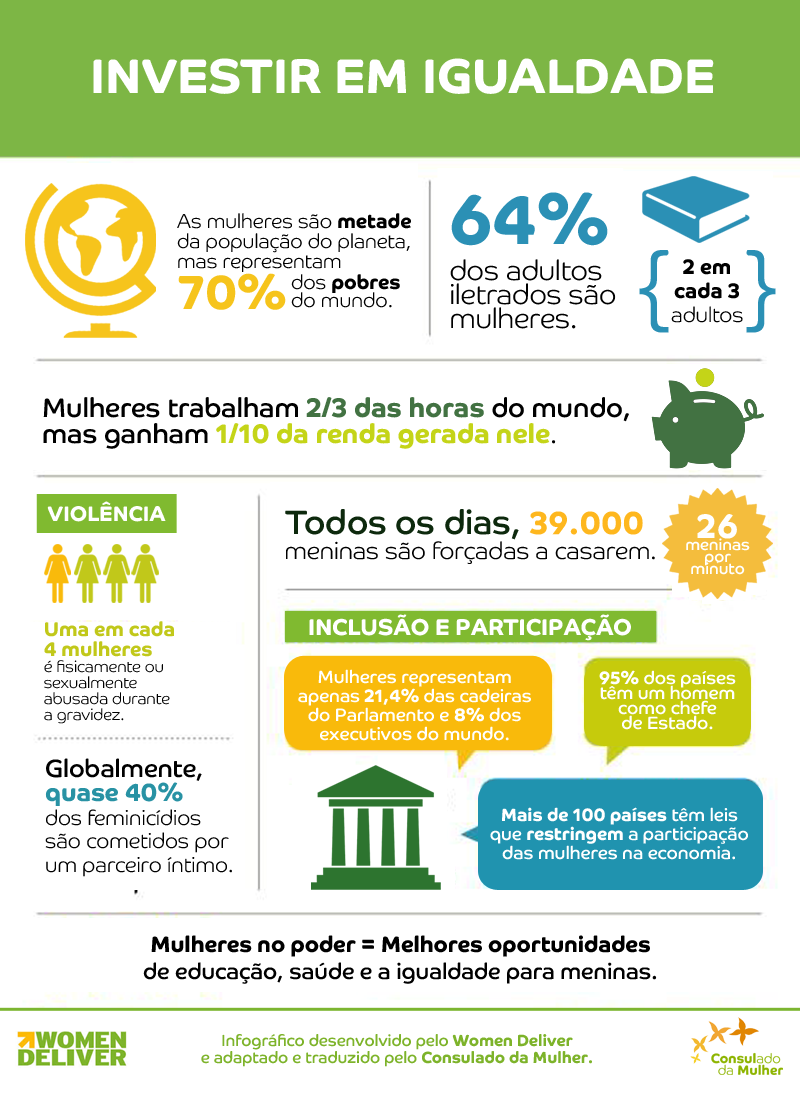 INVESTIR EM IGUALDADE
As mulheres são metade
da população do planeta,
mas representam
70% dos pobres
do mundo.
64%
dos adultos
iletrados são
mulheres.
2 em
cada 3
adultos
Mulheres trabalham 2/3 das horas do mundo,
mas ganham 1/10 da renda gerada nele.
VIOLÊNCIA
Uma em cada
4 mulheres
é fisicamente ou
sexualmente
abusada durante
a gravidez.
Globalmente,
quase 40%
dos feminicídios
são cometidos por
um parceiro íntimo.
Todos os dias, 39.000
meninas são forçadas a casarem.
26
meninas
por
minuto
INCLUSÃO E PARTICIPAÇÃO
Mulheres representam
apenas 21,4% das cadeiras
do Parlamento e 8% dos
executivos do mundo.
95% dos países
têm um homem
como chefe
de Estado.
Mais de 100 países têm leis
que restringem a participação
das mulheres na economia.
Mulheres no poder = Melhores oportunidades
de educação, saúde e a igualdade para meninas.
WOMEN
DELIVER
Infográfico desenvolvido pelo Women Deliver
e adaptado e traduzido pelo Consulado da Mulher.
Consulado
da Mulher